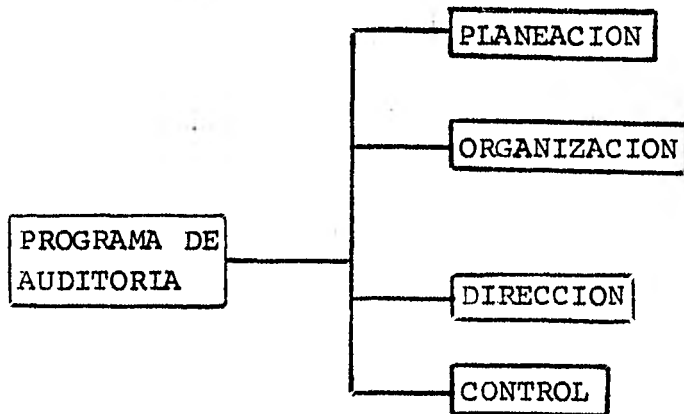 PLANEACION
ORGANIZACION
PROGRAMA DE
AUDITORIA
DIRECCION
CONTROL